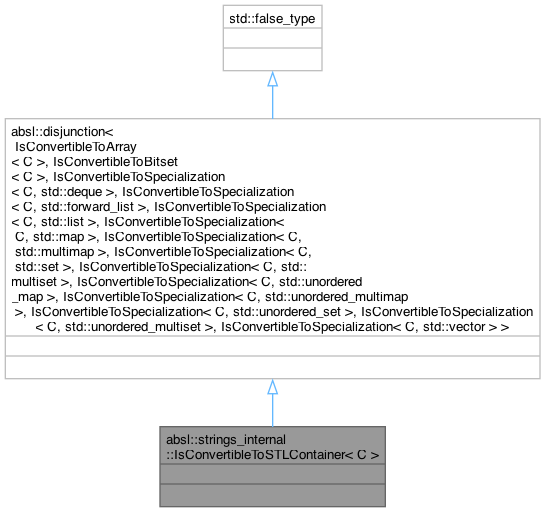 std::false_type
absl::disjunction<
IsConvertibleToArray
< C >, IsConvertibleToBitset
< C >, IsConvertibleToSpecialization
< C, std::deque >, IsConvertibleToSpecialization
< C, std::forward_list >, IsConvertibleToSpecialization
< C, std::list >, IsConvertibleToSpecialization<
C, std::map >, IsConvertibleToSpecialization< C,
std::multimap >, IsConvertibleToSpecialization< C,
std::set >, IsConvertibleToSpecialization< C, std::
multiset >, IsConvertibleToSpecialization< C, std::unordered
_map >, IsConvertibleToSpecialization< C, std::unordered_multimap
>, IsConvertibleToSpecialization< C, std::unordered_set >, IsConvertibleToSpecialization
< C, std::unordered_multiset >, IsConvertibleToSpecialization< C, std::vector > >
absl::strings_internal
::IsConvertibleToSTLContainer< C >